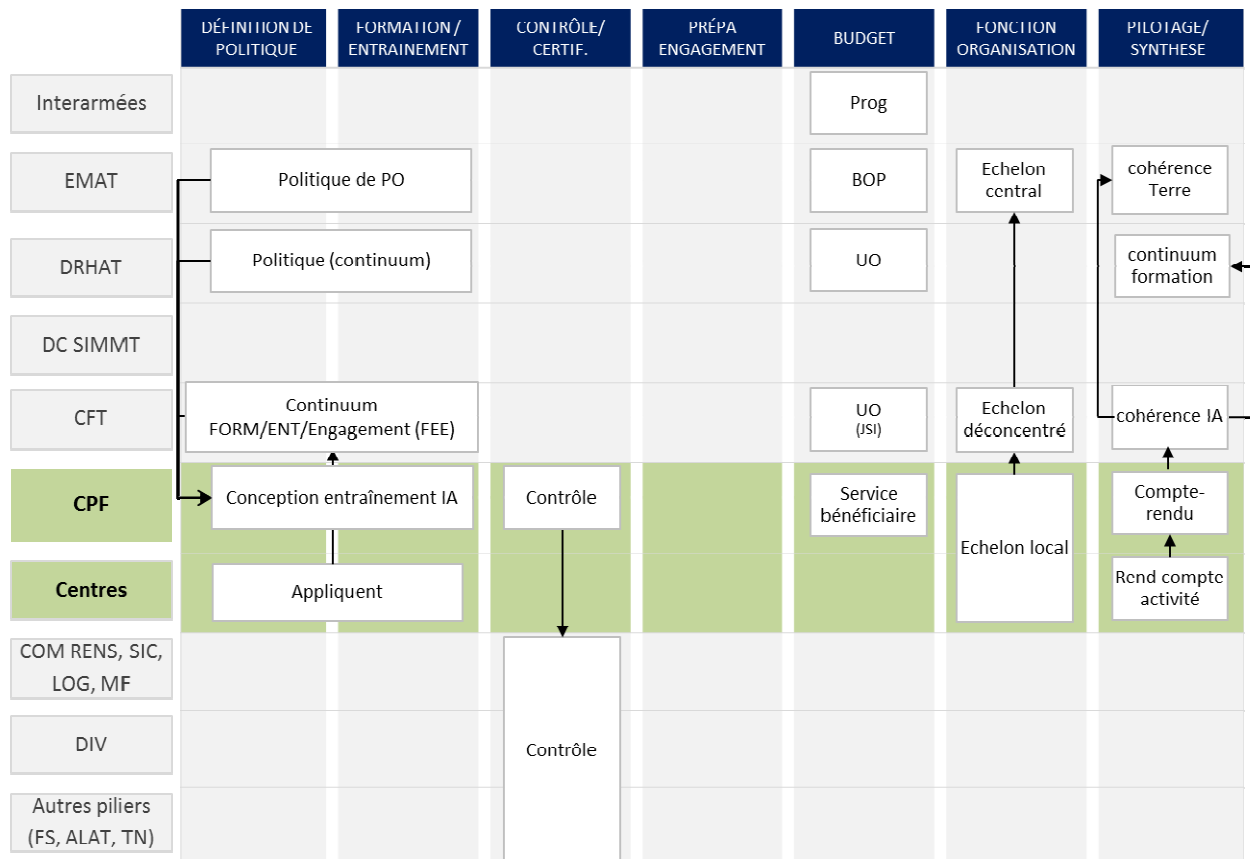 DÉFINITION DE
POLITIQUE
FORMATION /
ENTRAINEMENT
CONTRÔLE/
CERTIF.
PRÉPA
ENGAGEMENT
BUDGET
FONCTION
ORGANISATION
PILOTAGE/
SYNTHESE
Interarmées
Prog
EMAT
Politique de PO
BOP
Echelon
central
cohérence
Terre
DRHAT
Politique (continuum)
UO
continuum
formation
DC SIMMT
CFT
Continuum
FORM/ENT/Engagement (FEE)
UO
(JSI)
Echelon
déconcentré
cohérence IA
CPF
Conception entraînement IA
Contrôle
Service
bénéficiaire
Echelon local
Compte-
rendu
Centres
Appliquent
Rend compte
activité
COM RENS, SIC,
LOG, MF
DIV
Contrôle
Autres piliers
(FS, ALAT, TN)